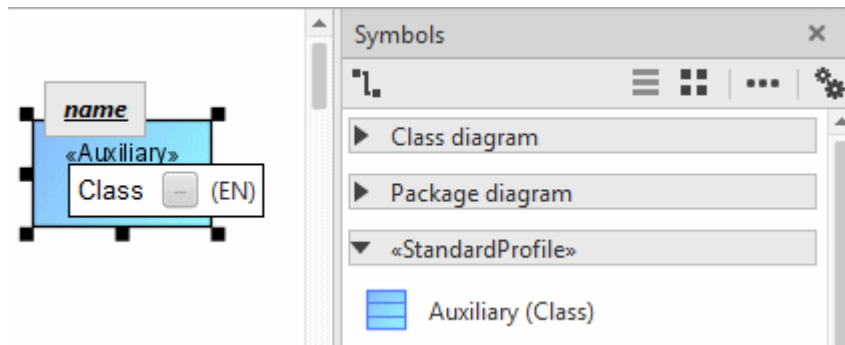 name
«Auxiliary»
Class ... (EN)
Symbols
Class diagram
Package diagram
«StandardProfile»
Auxiliary (Class)